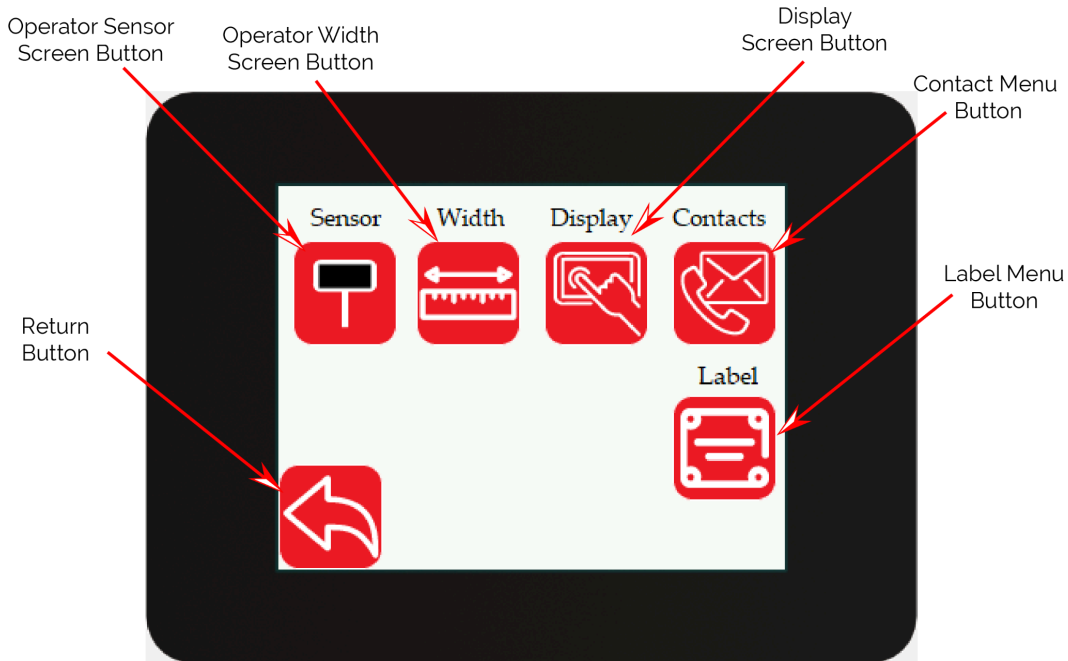 Operator Sensor
Screen Button
Operator Width
Screen Button
Display
Screen Button
Contact Menu
Button
Sensor
Width
Display
Contacts
Label Menu
Button
Return
Button
Label